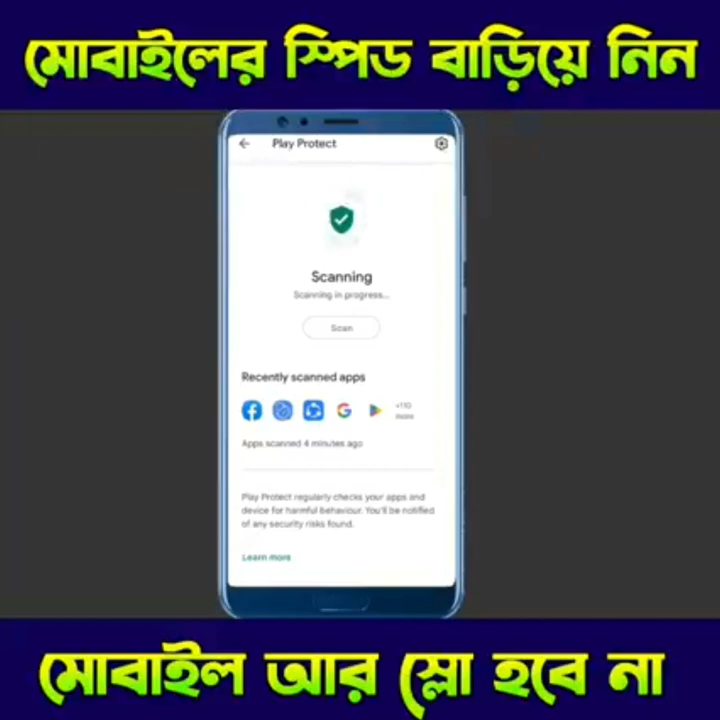 মোবাইলের স্পিড বাড়িয়ে নিন
Play Protect
Scanning
Scanning in progress...
Scan
Recently scanned apps
+110
more
Apps scanned 4 minutes ago
Play Protect regularly checks your apps and
device for harmful behaviour. You'll be notified
of any security risks found.
Learn more
মোবাইল আর স্লো হবে না